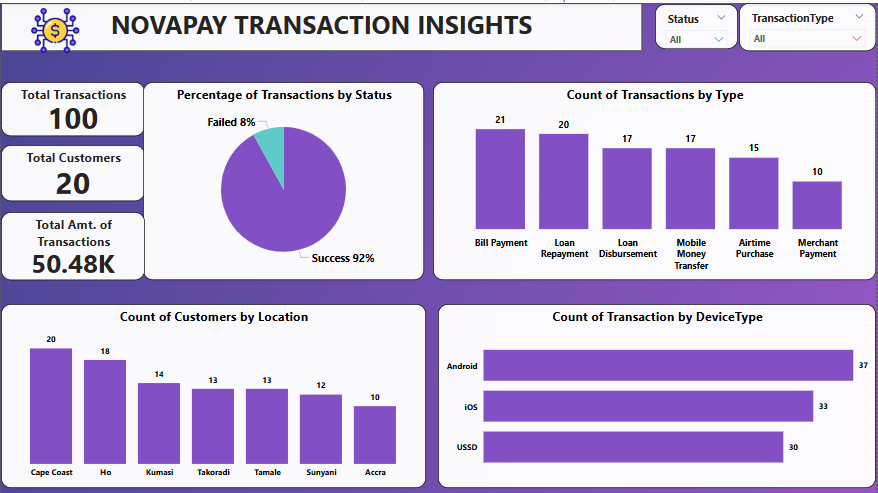 NOVAPAY TRANSACTION INSIGHTS
Status
All
TransactionType
All
Total Transactions
100
Total Customers
20
Total Amt. of
Transactions
50.48K
Percentage of Transactions by Status
Failed 8%
Success 92%
Count of Transactions by Type
21
20
17
17
15
10
Bill Payment
Loan
Repayment
Loan
Disbursement
Mobile
Money
Transfer
Airtime
Purchase
Merchant
Payment
Count of Customers by Location
20
18
14
13
13
12
10
Cape Coast
Ho
Kumasi
Takoradi
Tamale
Sunyani
Accra
Count of Transaction by DeviceType
Android
37
iOS
33
USSD
30